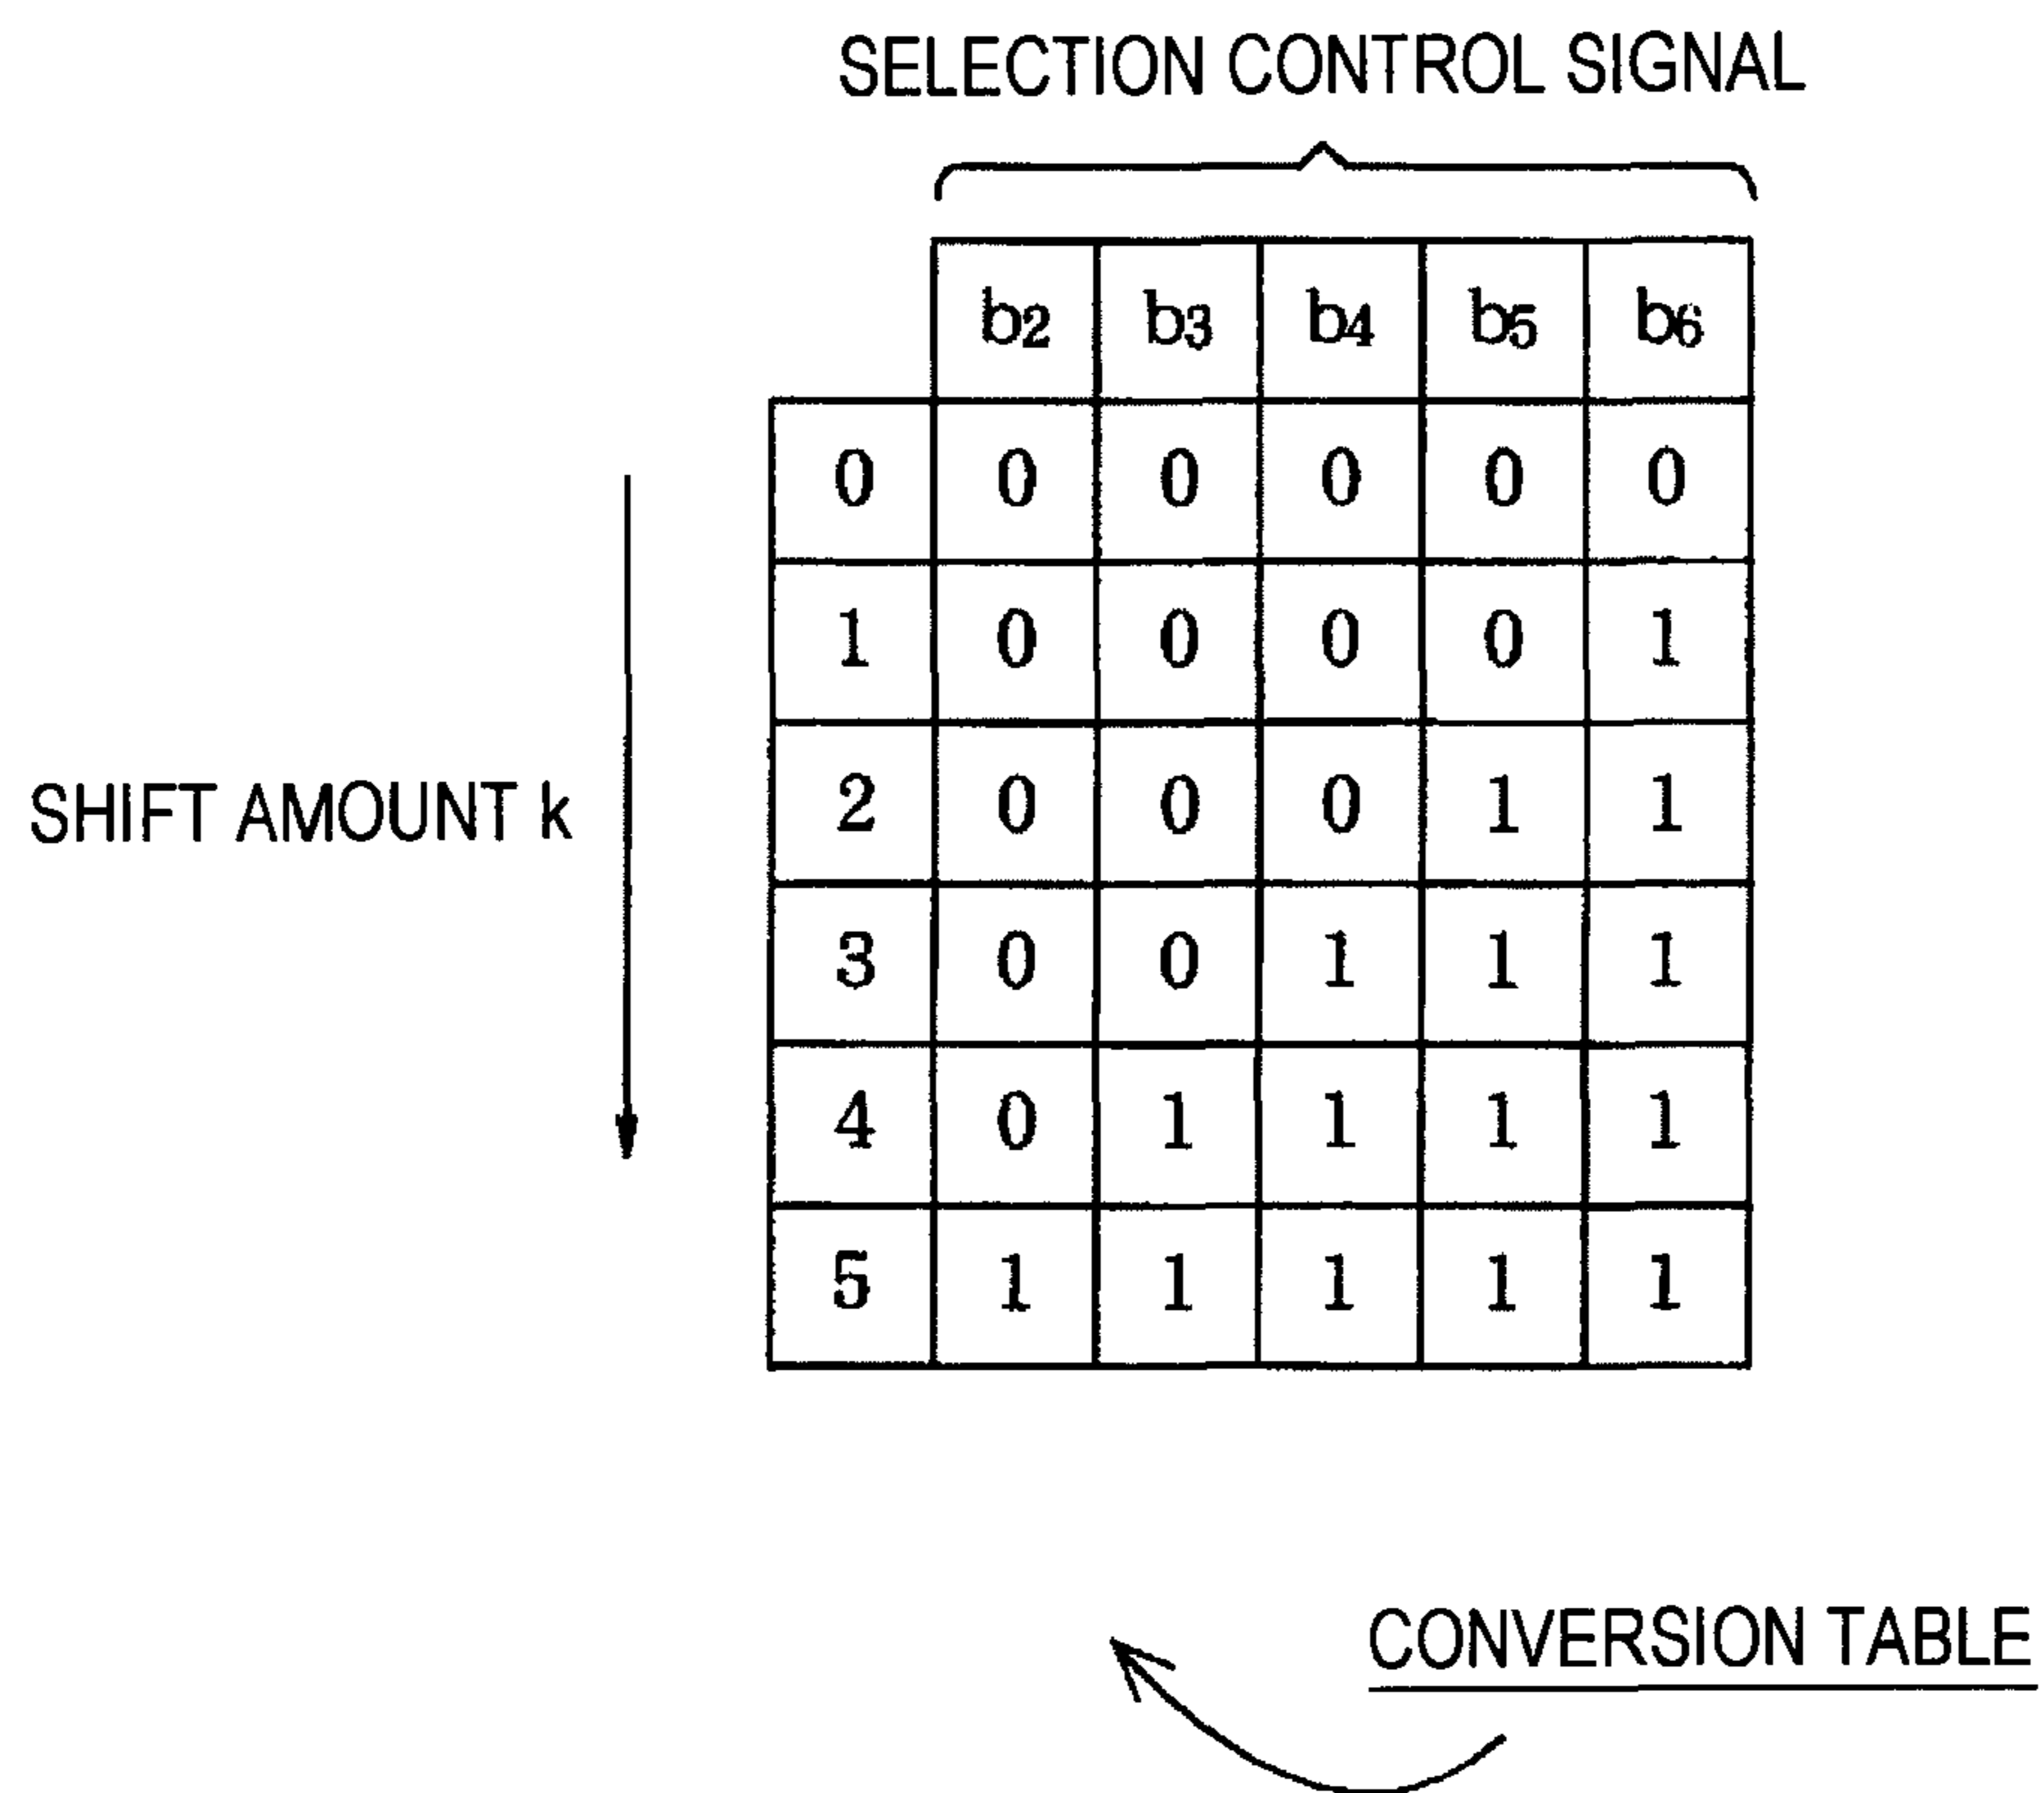 SELECTION CONTROL SIGNAL
b2 b3 b4 b5 b6
0 0 0 0 0 0
1 0 0 0 0 1
2 0 0 0 1 1
SHIFT AMOUNT k
3 0 0 1 1 1
4 0 1 1 1 1
5 1 1 1 1 1
CONVERSION TABLE